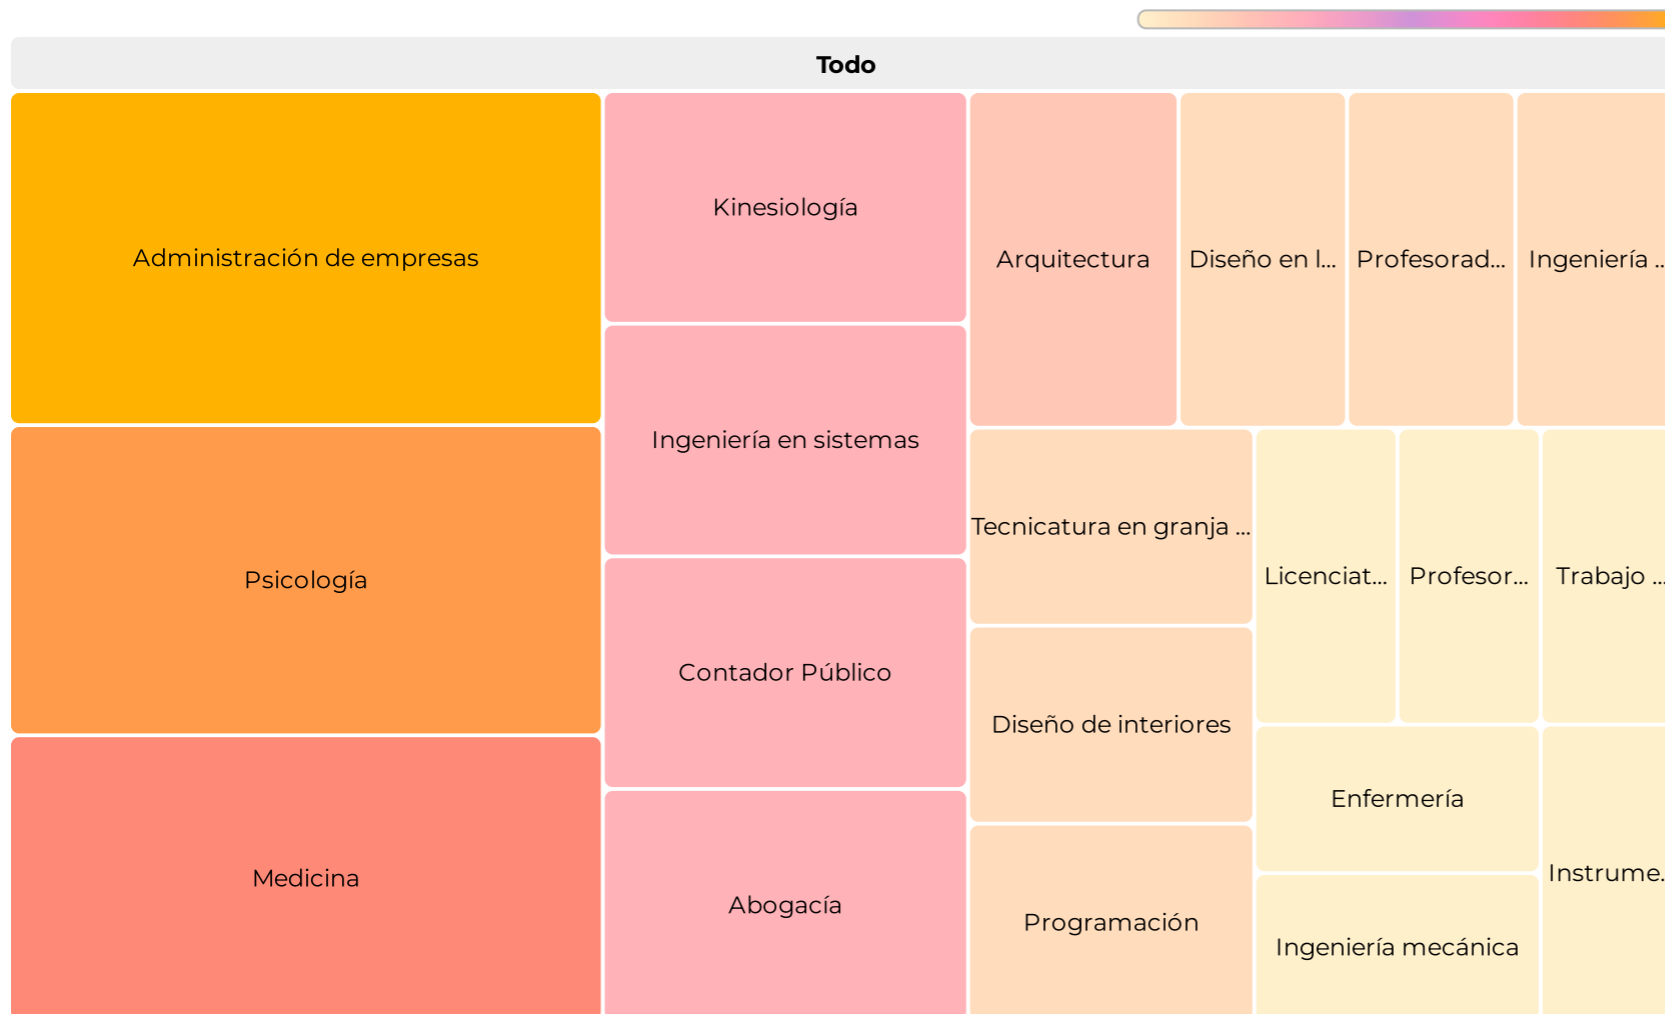 Todo
Administración de empresas
Psicología
Medicina
Kinesiología
Ingeniería en sistemas
Contador Público
Abogacía
Arquitectura
Diseño en l...
Profesorad...
Ingeniería ..
Tecnicatura en granja ...
Diseño de interiores
Programación
Licenciat...
Profesor...
Trabajo ...
Enfermería
Ingeniería mecánica
Instrume.